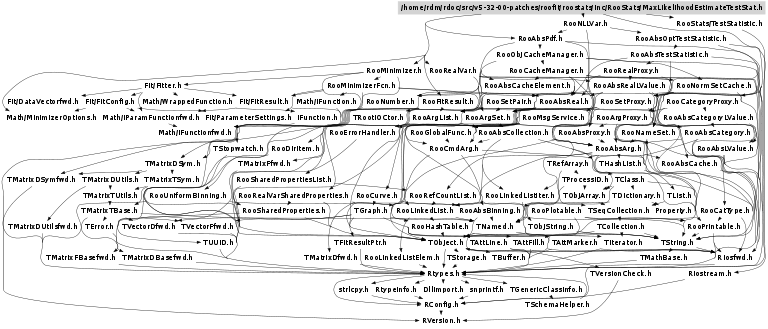 /home/rdm/rdoc/src/v5-32-00-patches/roofit/roostats/inc/RooStats/MaxLikelihoodEstimateTestStat.h
RooNLLVar.h RooStats/TestStatistic.h
RooAbsPdf.h RooAbsOptTestStatistic.h
RooObjCacheManager.h RooAbsTestStatistic.h
RooMinimizer.h RooRealVar.h RooCacheManager.h RooRealProxy.h
Fit/Fitter.h RooMinimizerFcn.h RooAbsCacheElement.h RooAbsRealLValue.h RooNormSetCache.h
Fit/DataVectorfwd.h Fit/FitConfig.h Math/WrappedFunction.h Fit/FitResult.h Math/IFunction.h RooNumber.h RooFitResult.h RooSetPair.h RooAbsReal.h RooSetProxy.h RooCategoryProxy.h
Math/MinimizerOptions.h Math/IParamFunctionfwd.h Fit/ParameterSettings.h IFunction.h TRootIOCtor.h RooArgList.h RooArgSet.h RooMsgService.h RooArgProxy.h RooAbsCategoryLValue.h
Math/IFunctionfwd.h RooErrorHandler.h RooGlobalFunc.h RooAbsCollection.h RooAbsProxy.h RooNameSet.h RooAbsCategory.h
TStopwatch.h RooDirItem.h RooCmdArg.h RooAbsArg.h RooAbsValue.h
TMatrixDSym.h TMatrixFwd.h TRefArray.h THashList.h RooAbsCache.h
TMatrixDSymfwd.h TMatrixDUtils.h TMatrixTSym.h RooSharedPropertiesList.h TProcessID.h TClass.h
TMatrixTUtils.h RooUniformBinning.h RooRealVarSharedProperties.h RooCurve.h RooRefCountList.h RooLinkedListIter.h TObjArray.h TDictionary.h TList.h
TMatrixTBase.h RooSharedProperties.h TGraph.h RooLinkedList.h RooAbsBinning.h RooPlotable.h TSeqCollection.h Property.h RooCatType.h
TMatrixDUtilsfwd.h TError.h TVectorDfwd.h TVectorFfwd.h RooHashTable.h TNamed.h TObjString.h TCollection.h RooPrintable.h
TUUID.h TFitResultPtr.h TObject.h TAttLine.h TAttFill.h TAttMarker.h TIterator.h TString.h
TMatrixFBasefwd.h TMatrixDBasefwd.h TMatrixDfwd.h RooLinkedListElem.h TStorage.h TBuffer.h TMathBase.h Riosfwd.h
Rtypes.h TVersionCheck.h Riostream.h
strlcpy.h RtypeInfo.h DllImport.h snprintf.h TGenericClassInfo.h
RConfig.h TSchemaHelper.h
RVersion.h